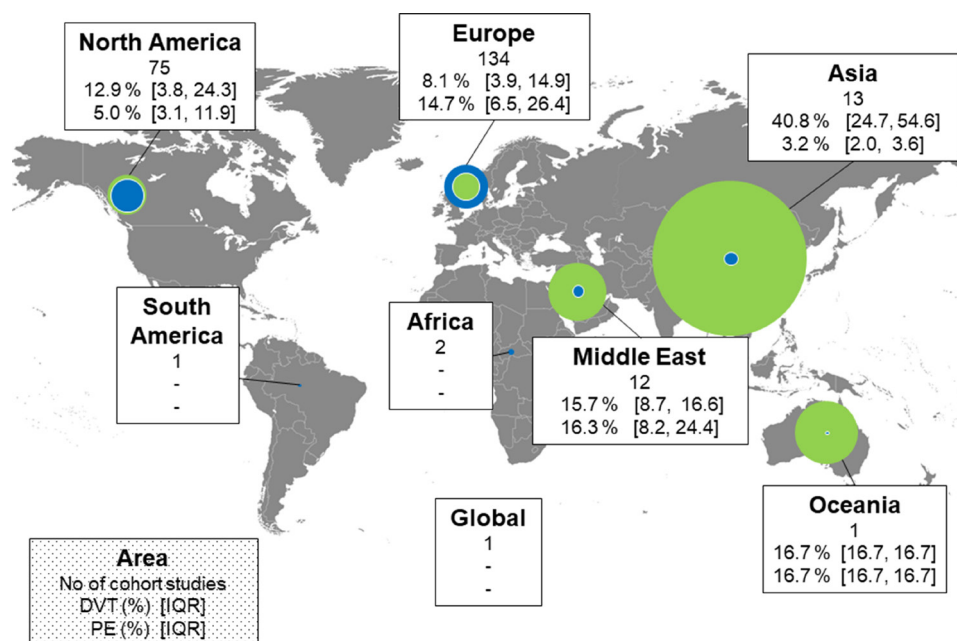 North America
75
12.9 % [3.8, 24.3]
5.0 % [3.1, 11.9]
Europe
134
8.1 % [3.9, 14.9]
14.7 % [6.5, 26.4]
Asia
13
40.8 % [24.7, 54.6]
3.2 % [2.0, 3.6]
South
America
1
-
-
Africa
2
-
-
Middle East
12
15.7 % [8.7, 16.6]
16.3 % [8.2, 24.4]
Global
1
-
-
Oceania
1
16.7 % [16.7, 16.7]
16.7 % [16.7, 16.7]
Area
No of cohort studies
DVT (%) [IQR]
PE (%) [IQR]